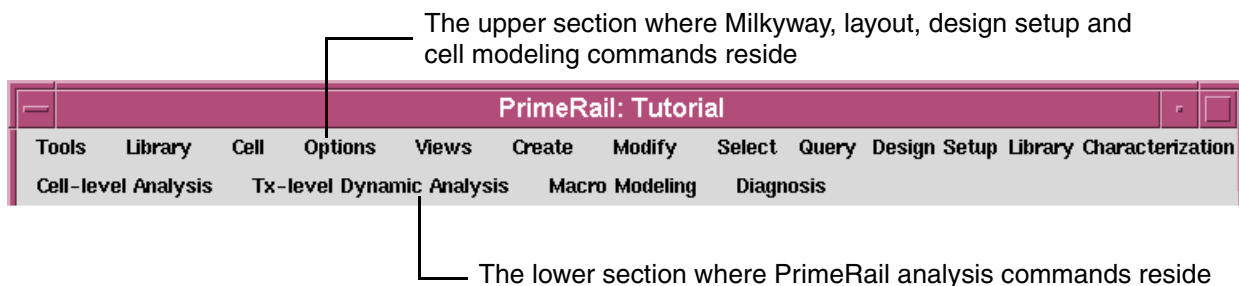 The upper section where Milkyway, layout, design setup and
cell modeling commands reside
PrimeRail: Tutorial
Tools Library Cell Options Views Create Modify Select Query Design Setup Library Characterization
Cell-level Analysis Tx-level Dynamic Analysis Macro Modeling Diagnosis
The lower section where PrimeRail analysis commands reside